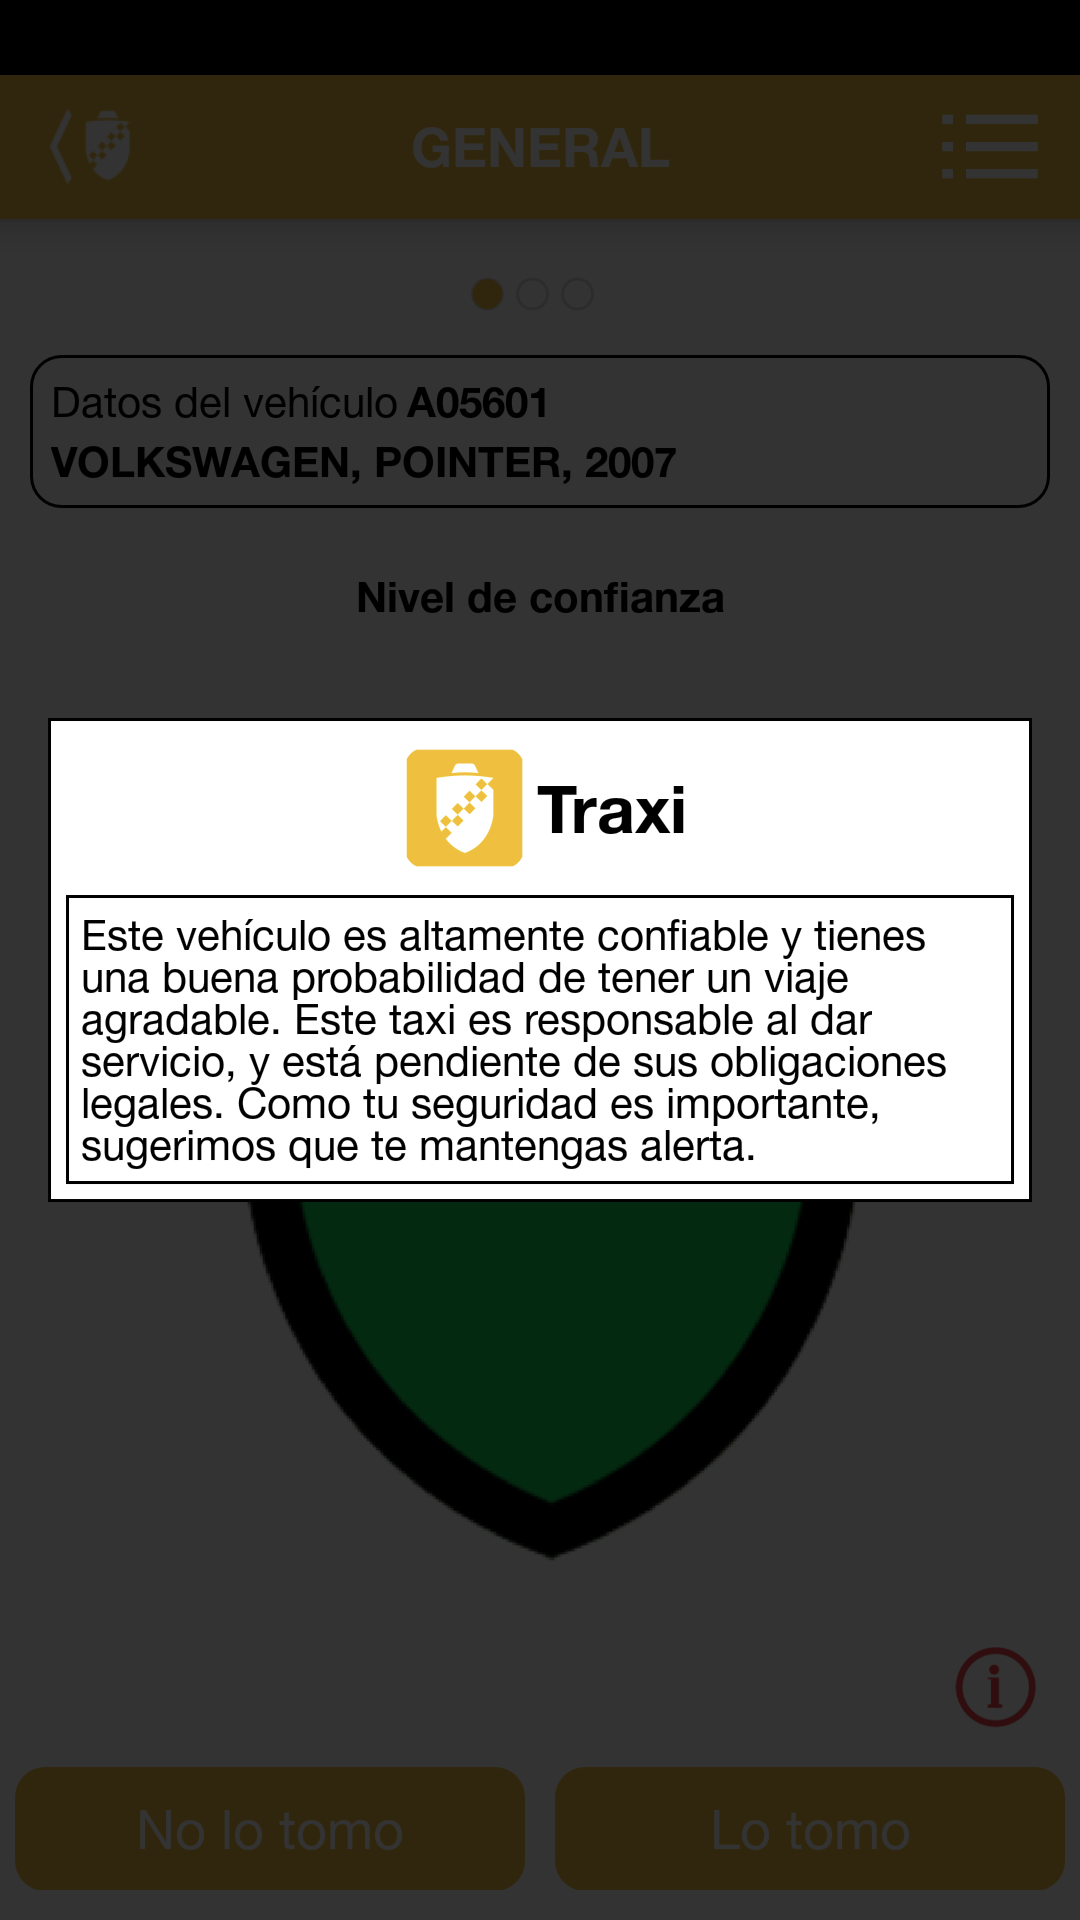 GENERAL
Datos del vehículo A05601
VOLKSWAGEN, POINTER, 2007
Nivel de confianza
Traxi
Este vehículo es altamente confiable y tienes
una buena probabilidad de tener un viaje
agradable. Este taxi es responsable al dar
servicio, y está pendiente de sus obligaciones
legales. Como tu seguridad es importante,
sugerimos que te mantengas alerta.
i
No lo tomo
Lo tomo